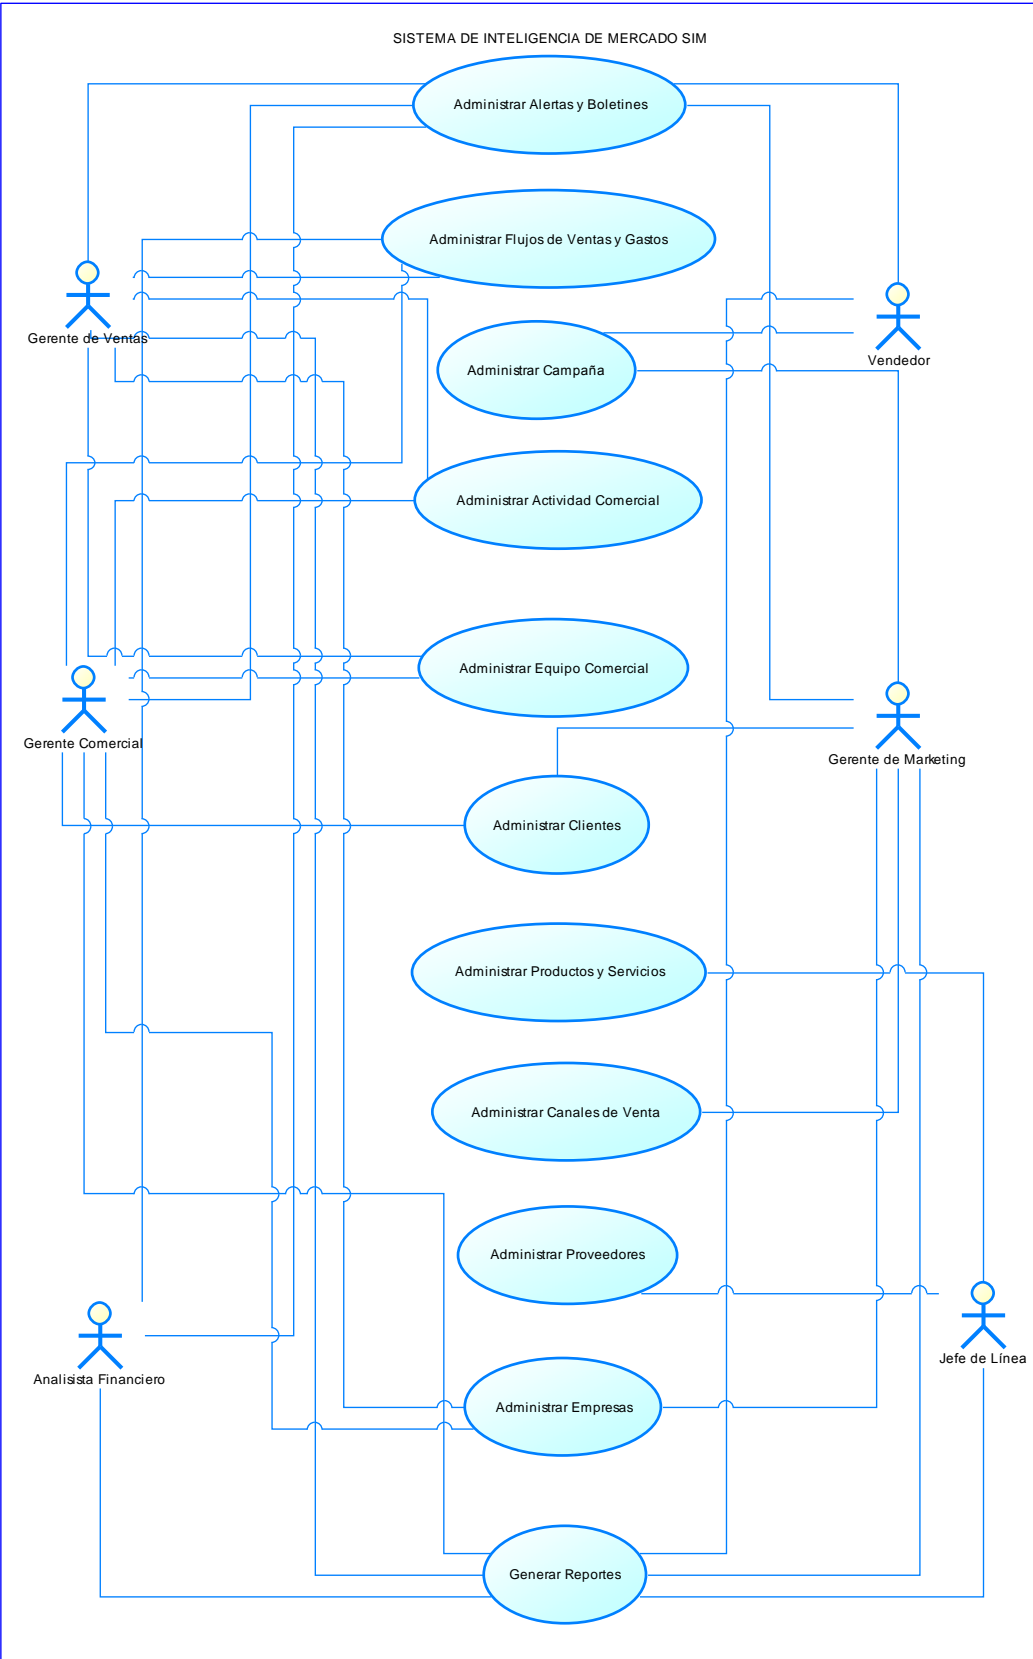 SISTEMA DE INTELIGENCIA DE MERCADO SIM
Administrar Alertas y Boletines
Administrar Flujos de Ventas y Gastos
Gerente de Ventas
Vendedor
Administrar Campaña
Administrar Actividad Comercial
Administrar Equipo Comercial
Gerente Comercial
Gerente de Marketing
Administrar Clientes
Administrar Productos y Servicios
Administrar Canales de Venta
Administrar Proveedores
Analisista Financiero
Jefe de Línea
Administrar Empresas
Generar Reportes